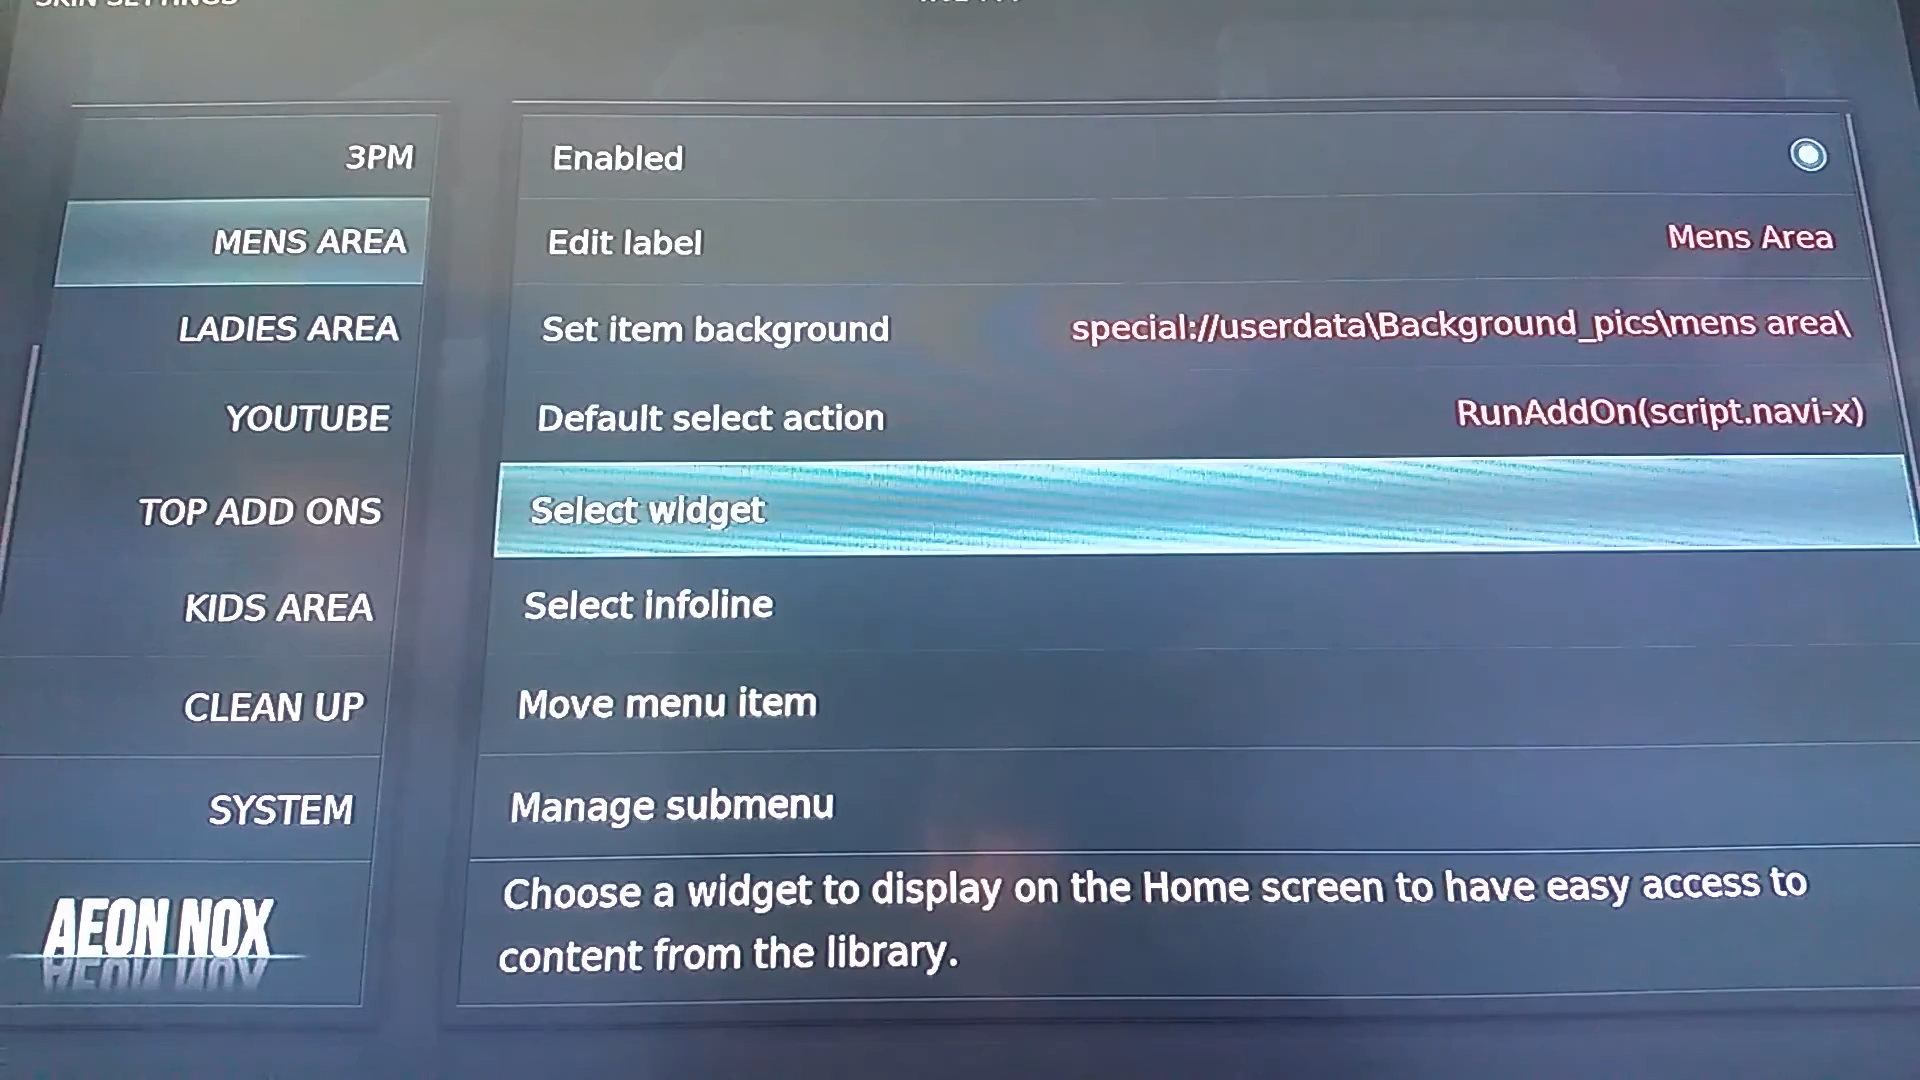 SKIN SETTINGS
3PM
MENS AREA
LADIES AREA
YOUTUBE
TOP ADD ONS
KIDS AREA
CLEAN UP
SYSTEM
AEON NOX
Enabled
Edit label Mens Area
Set item background special://userdata\Background_pics\mens area\
Default select action RunAddOn(script.navi-x)
Select widget
Select infoline
Move menu item
Manage submenu
Choose a widget to display on the Home screen to have easy access to
content from the library.